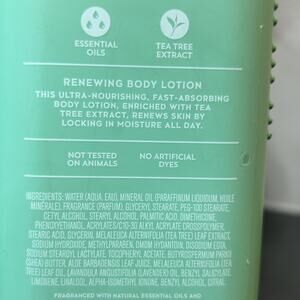 ESSENTIAL
OILS
TEA TREE
EXTRACT
RENEWING BODY LOTION
THIS ULTRA-NOURISHING, FAST-ABSORBING
BODY LOTION, ENRICHED WITH TEA
TREE EXTRACT, RENEWS SKIN BY
LOCKING IN MOISTURE ALL DAY.
NOT TESTED
ON ANIMALS
NO ARTIFICIAL
DYES
INGREDIENTS: WATER (AQUA, EAU), MINERAL OIL (PARAFFINUM LIQUIDUM, HUILE
MINERALE), FRAGRANCE (PARFUM), GLYCERYL STEARATE, PEG-100 STEARATE,
CETYL ALCOHOL, STEARYL ALCOHOL, PALMITIC ACID, DIMETHICONE,
PHENOXYETHANOL, ACRYLATES/C10-30 ALKYL ACRYLATE CROSSPOLYMER,
STEARIC ACID, GLYCERIN, MELALEUCA ALTERNIFOLIA (TEA TREE) LEAF EXTRACT,
SODIUM HYDROXIDE, METHYLPARABEN, DMDM HYDANTOIN, DISODIUM EDTA,
SODIUM STEAROYL LACTYLATE, TOCOPHERYL ACETATE, BUTYROSPERMUM PARKII
(SHEA) BUTTER, ALOE BARBADENSIS LEAF JUICE, MELALEUCA ALTERNIFOLIA (TEA
TREE) LEAF OIL, LAVANDULA ANGUSTIFOLIA (LAVENDER) OIL, BENZYL SALICYLATE,
LIMONENE, LINALOOL, ALPHA-ISOMETHYL IONONE, BENZYL ALCOHOL, CITRAL.
FRAGRANCED WITH NATURAL ESSENTIAL OILS AND